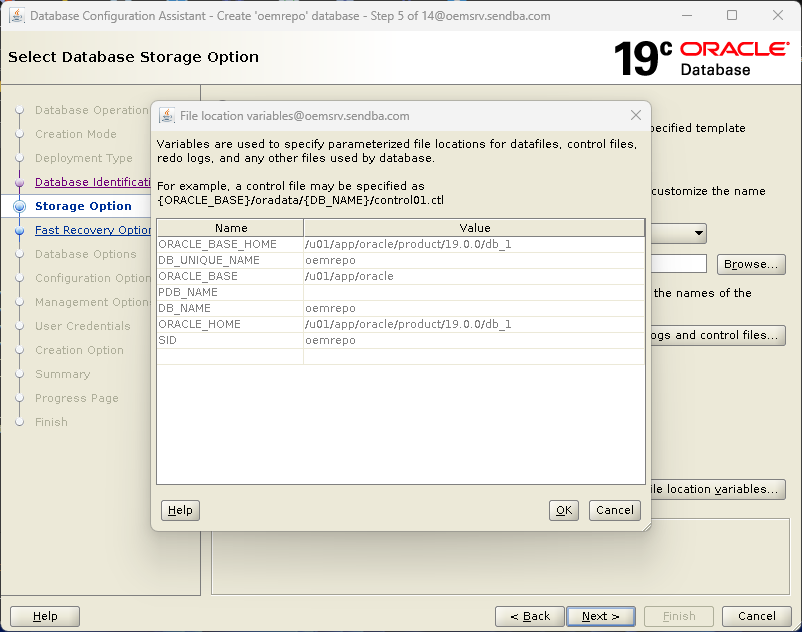 Database Configuration Assistant - Create 'oemrepo' database - Step 5 of 14@oemsrv.sendba.com
Select Database Storage Option
19c ORACLE
Database
Database Operation
Creation Mode
Deployment Type
Database Identificati
Storage Option
Fast Recovery Option
Database Options
Configuration Option
Management Options
User Credentials
Creation Option
Summary
Progress Page
Finish
File location variables@oemsrv.sendba.com
Variables are used to specify parameterized file locations for datafiles, control files,
redo logs, and any other files used by database.
For example, a control file may be specified as
{ORACLE_BASE}/oradata/{DB_NAME}/control01.ctl
Name Value
ORACLE_BASE_HOME /u01/app/oracle/product/19.0.0/db_1
DB_UNIQUE_NAME oemrepo
ORACLE_BASE /u01/app/oracle
PDB_NAME
DB_NAME oemrepo
ORACLE_HOME /u01/app/oracle/product/19.0.0/db_1
SID oemrepo
Help OK Cancel
pecified template
customize the name
Browse...
the names of the
ogs and control files...
ile location variables...
Help < Back Next > Finish Cancel